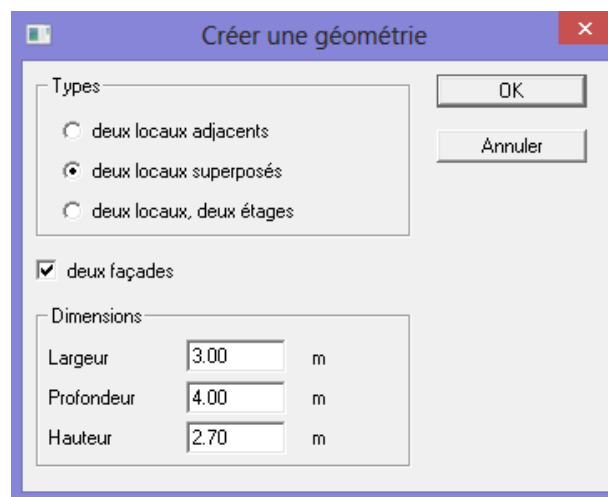 Créer une géométrie
Types
deux locaux adjacents
deux locaux superposés
deux locaux, deux étages
OK
Annuler
deux façades
Dimensions
Largeur 3.00 m
Profondeur 4.00 m
Hauteur 2.70 m